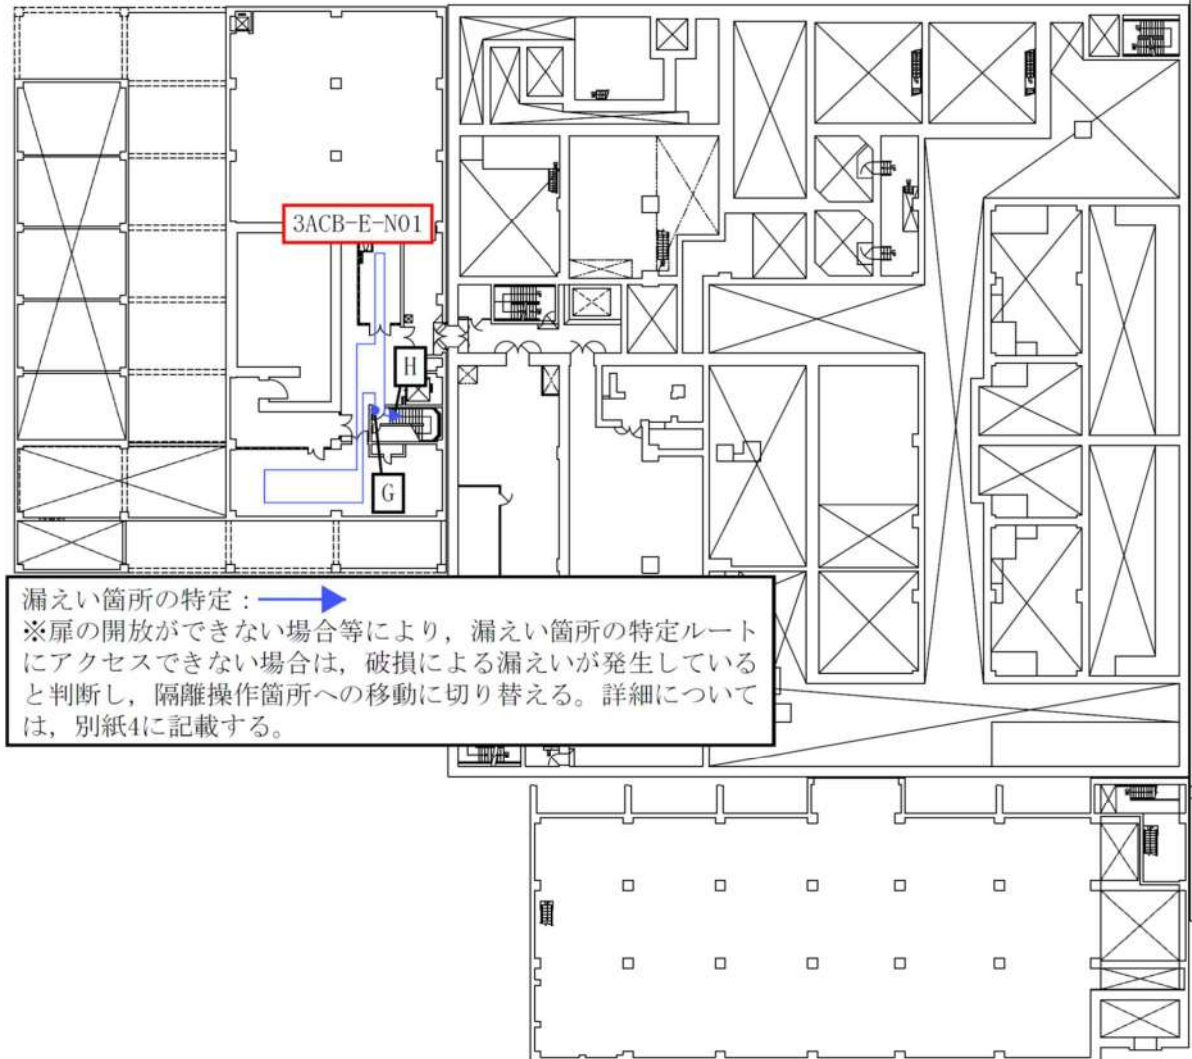 3ACB-E-N01
H
G
漏えい箇所の特定：
※扉の開放ができない場合等により，漏えい箇所の特定ルート
にアクセスできない場合は，破損による漏えいが発生している
と判断し，隔離操作箇所への移動に切り替える。詳細について
は，別紙4に記載する。